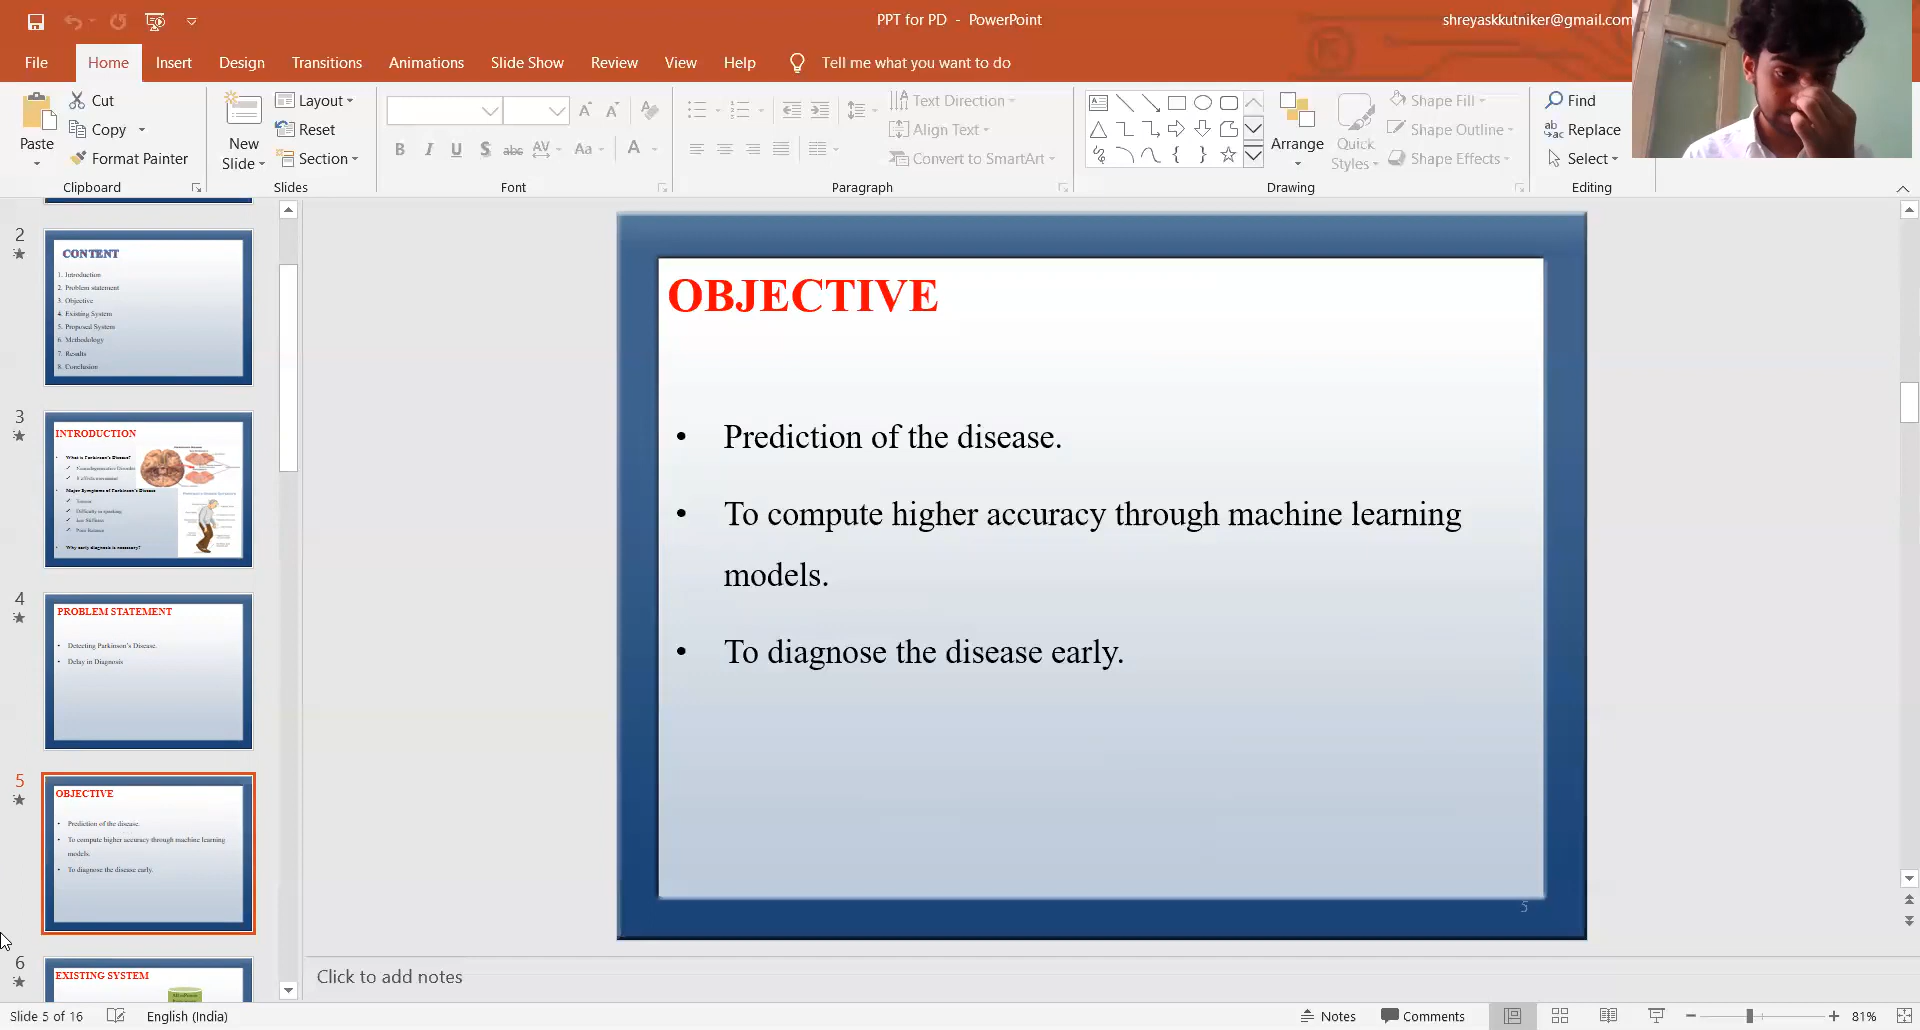 PPT for PD - PowerPoint
shreyaskkutniker@gmail.com
File Home Insert Design Transitions Animations Slide Show Review View Help Tell me what you want to do
Paste
Cut
Copy
Format Painter
Clipboard
New Slide
Layout
Reset
Section
Slides
B I U S abc AV Aa A
Font
Text Direction
Align Text
Convert to SmartArt
Paragraph
Arrange
Quick Styles
Shape Fill
Shape Outline
Shape Effects
Drawing
Find
Replace
Select
Editing
2
CONTENT
1. Introduction
2. Problem statement
3. Objective
4. Existing System
5. Proposed System
6. Methodology
7. Results
8. Conclusion
3
INTRODUCTION
• What is Parkinson's Disease?
• Major Symptoms of Parkinson's Disease
✓ Difficulty in speaking
• Why early diagnosis is necessary?
4
PROBLEM STATEMENT
• Detecting Parkinson's Disease.
• Delay in Diagnosis
5
OBJECTIVE
• Prediction of the disease.
• To compute higher accuracy through machine learning
models.
• To diagnose the disease early.
6
EXISTING SYSTEM
OBJECTIVE
• Prediction of the disease.
• To compute higher accuracy through machine learning
models.
• To diagnose the disease early.
5
Click to add notes
Slide 5 of 16
English (India)
Notes
Comments
81%